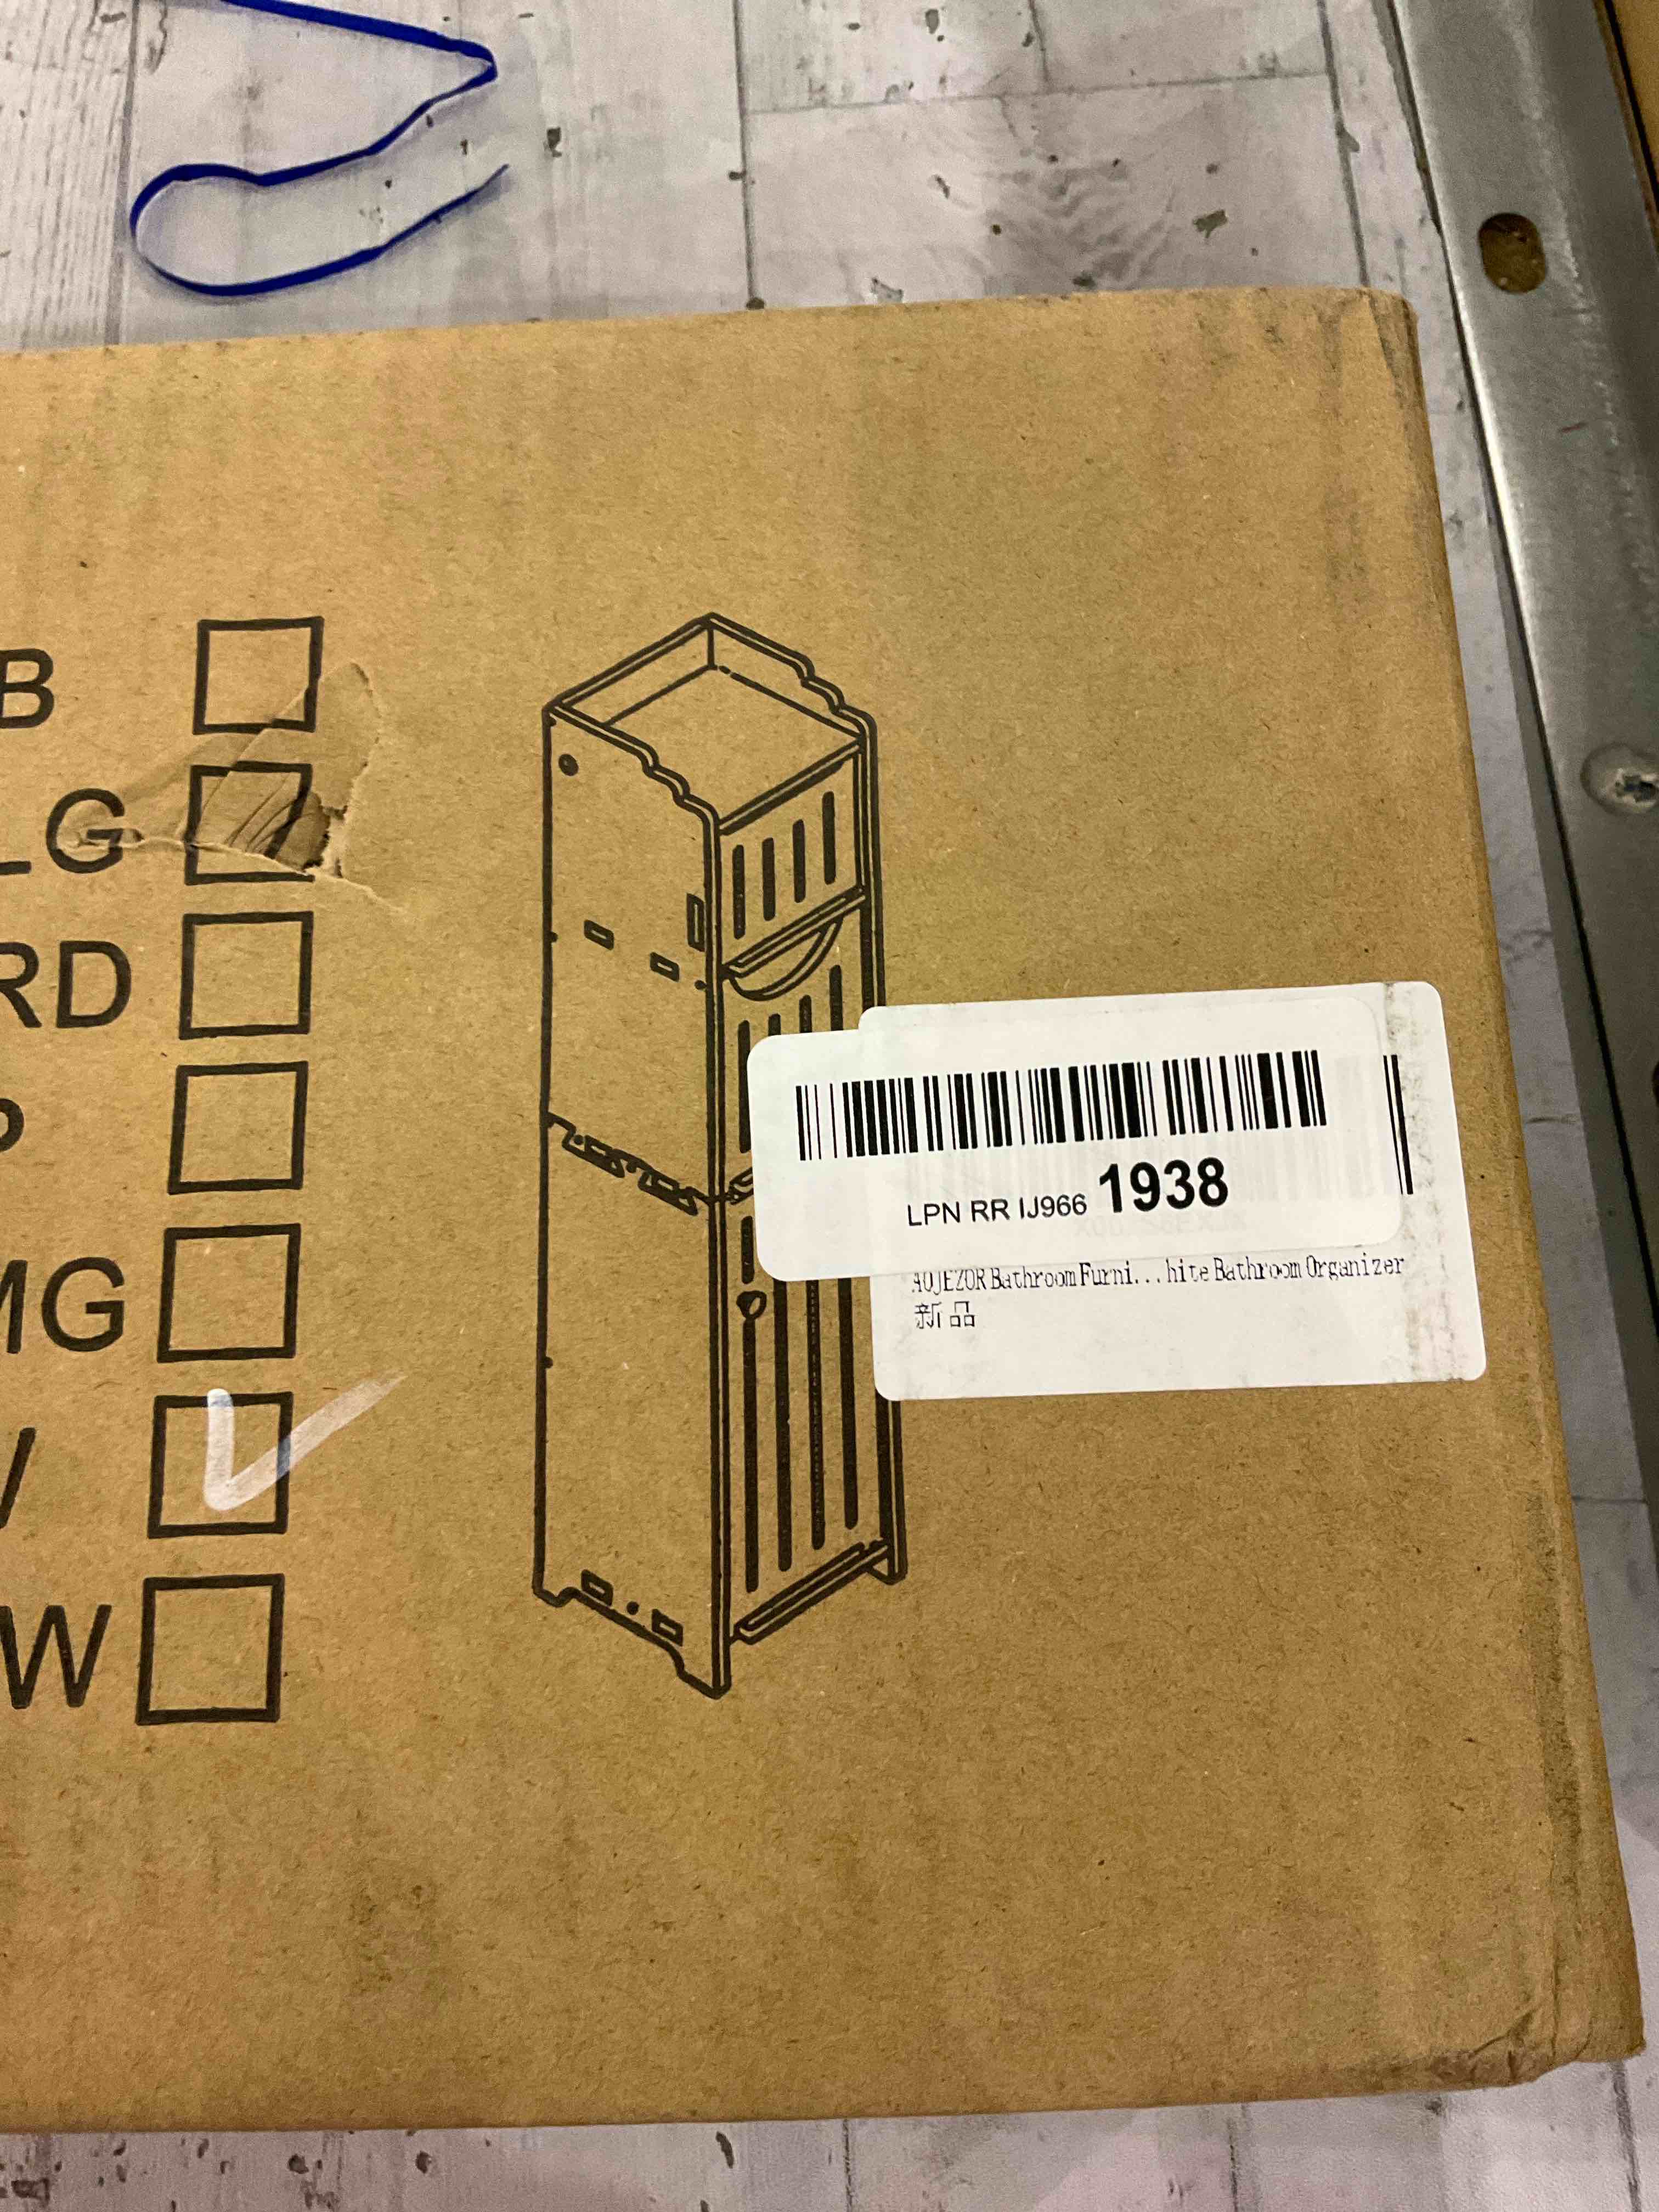 B
LG
RD
P
MG
W
LPN RR IJ966 1938
AOJEZOR Bathroom Furni...hite Bathroom Organizer
新品